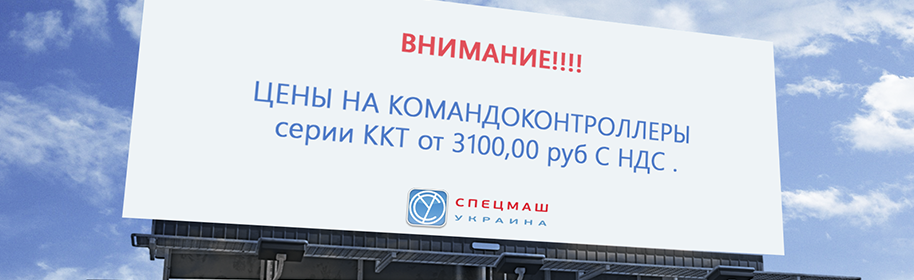 ВНИМАНИЕ!!!!
ЦЕНЫ НА КОМАНДОКОНТРОЛЛЕРЫ
серии ККТ от 3100,00 руб С НДС .
СПЕЦМАШ
УКРАИНА